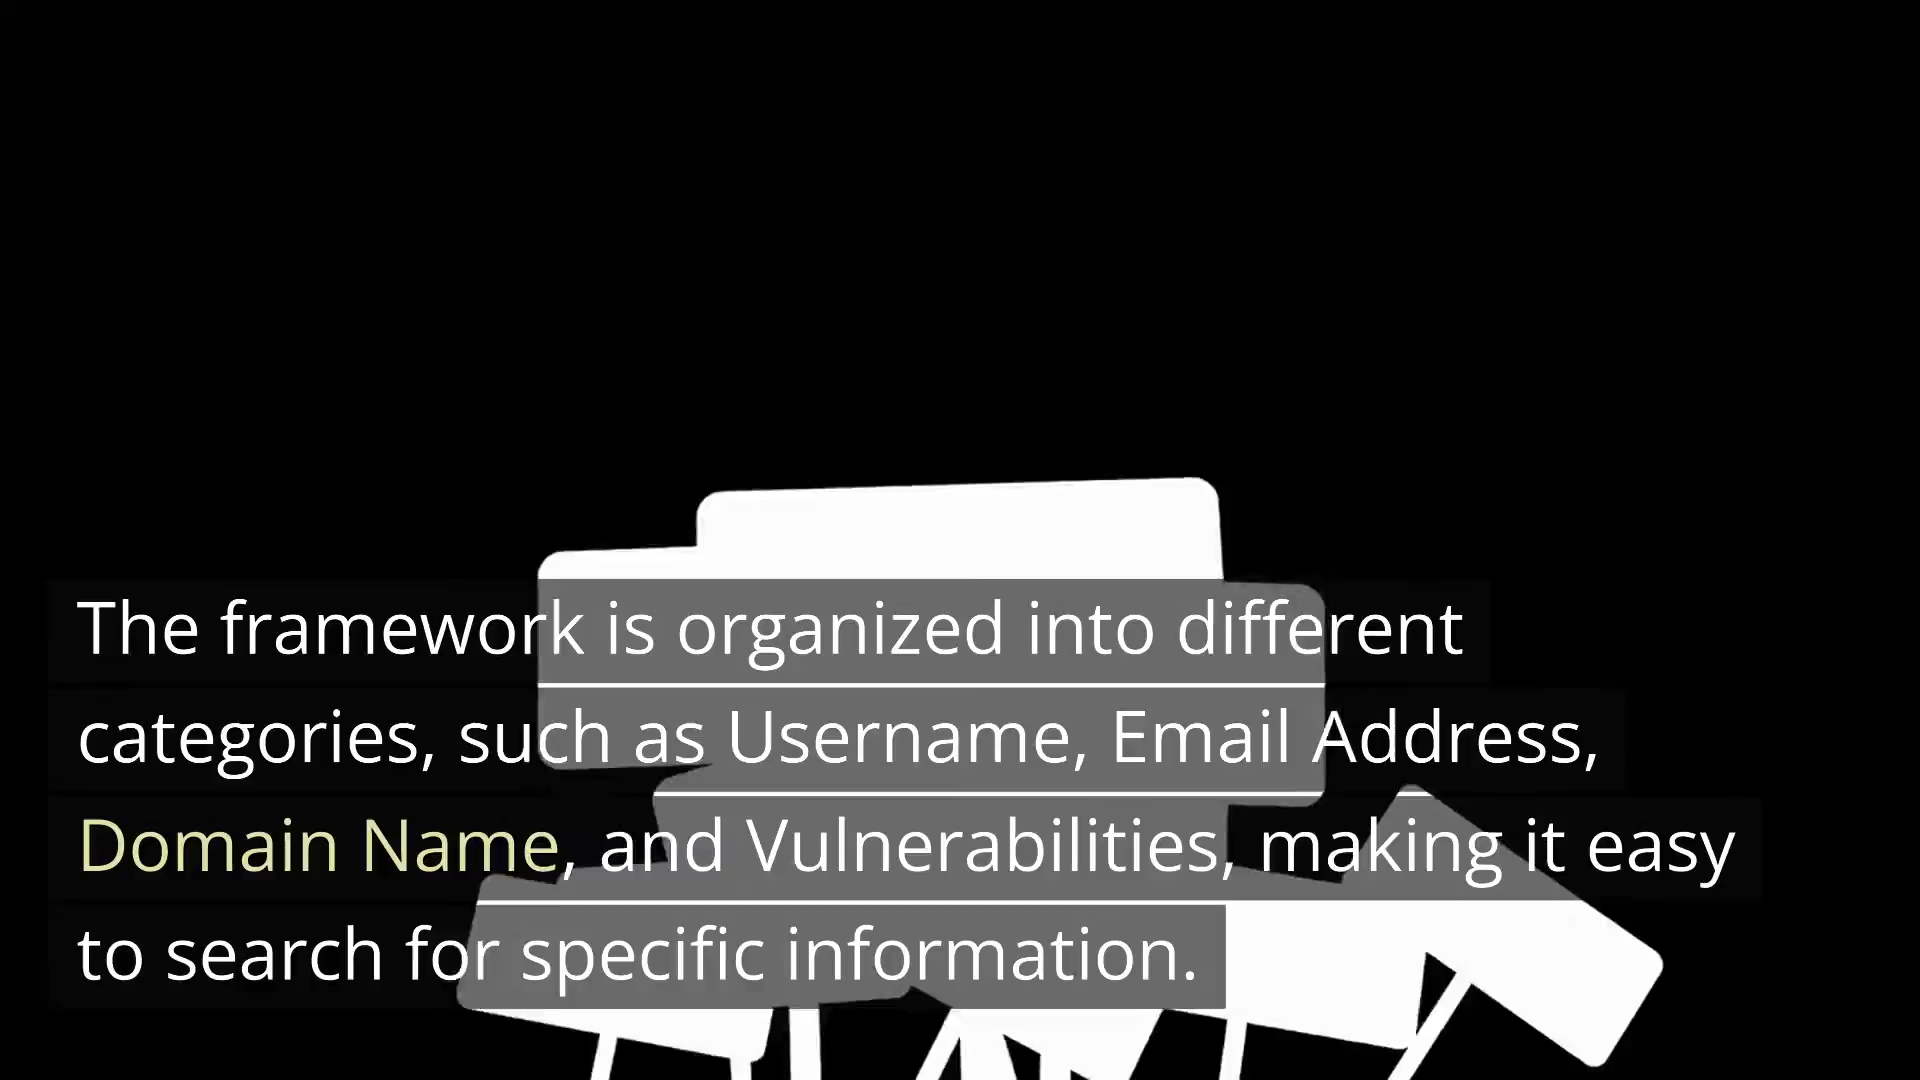 The framework is organized into different
categories, such as Username, Email Address,
Domain Name, and Vulnerabilities, making it easy
to search for specific information.